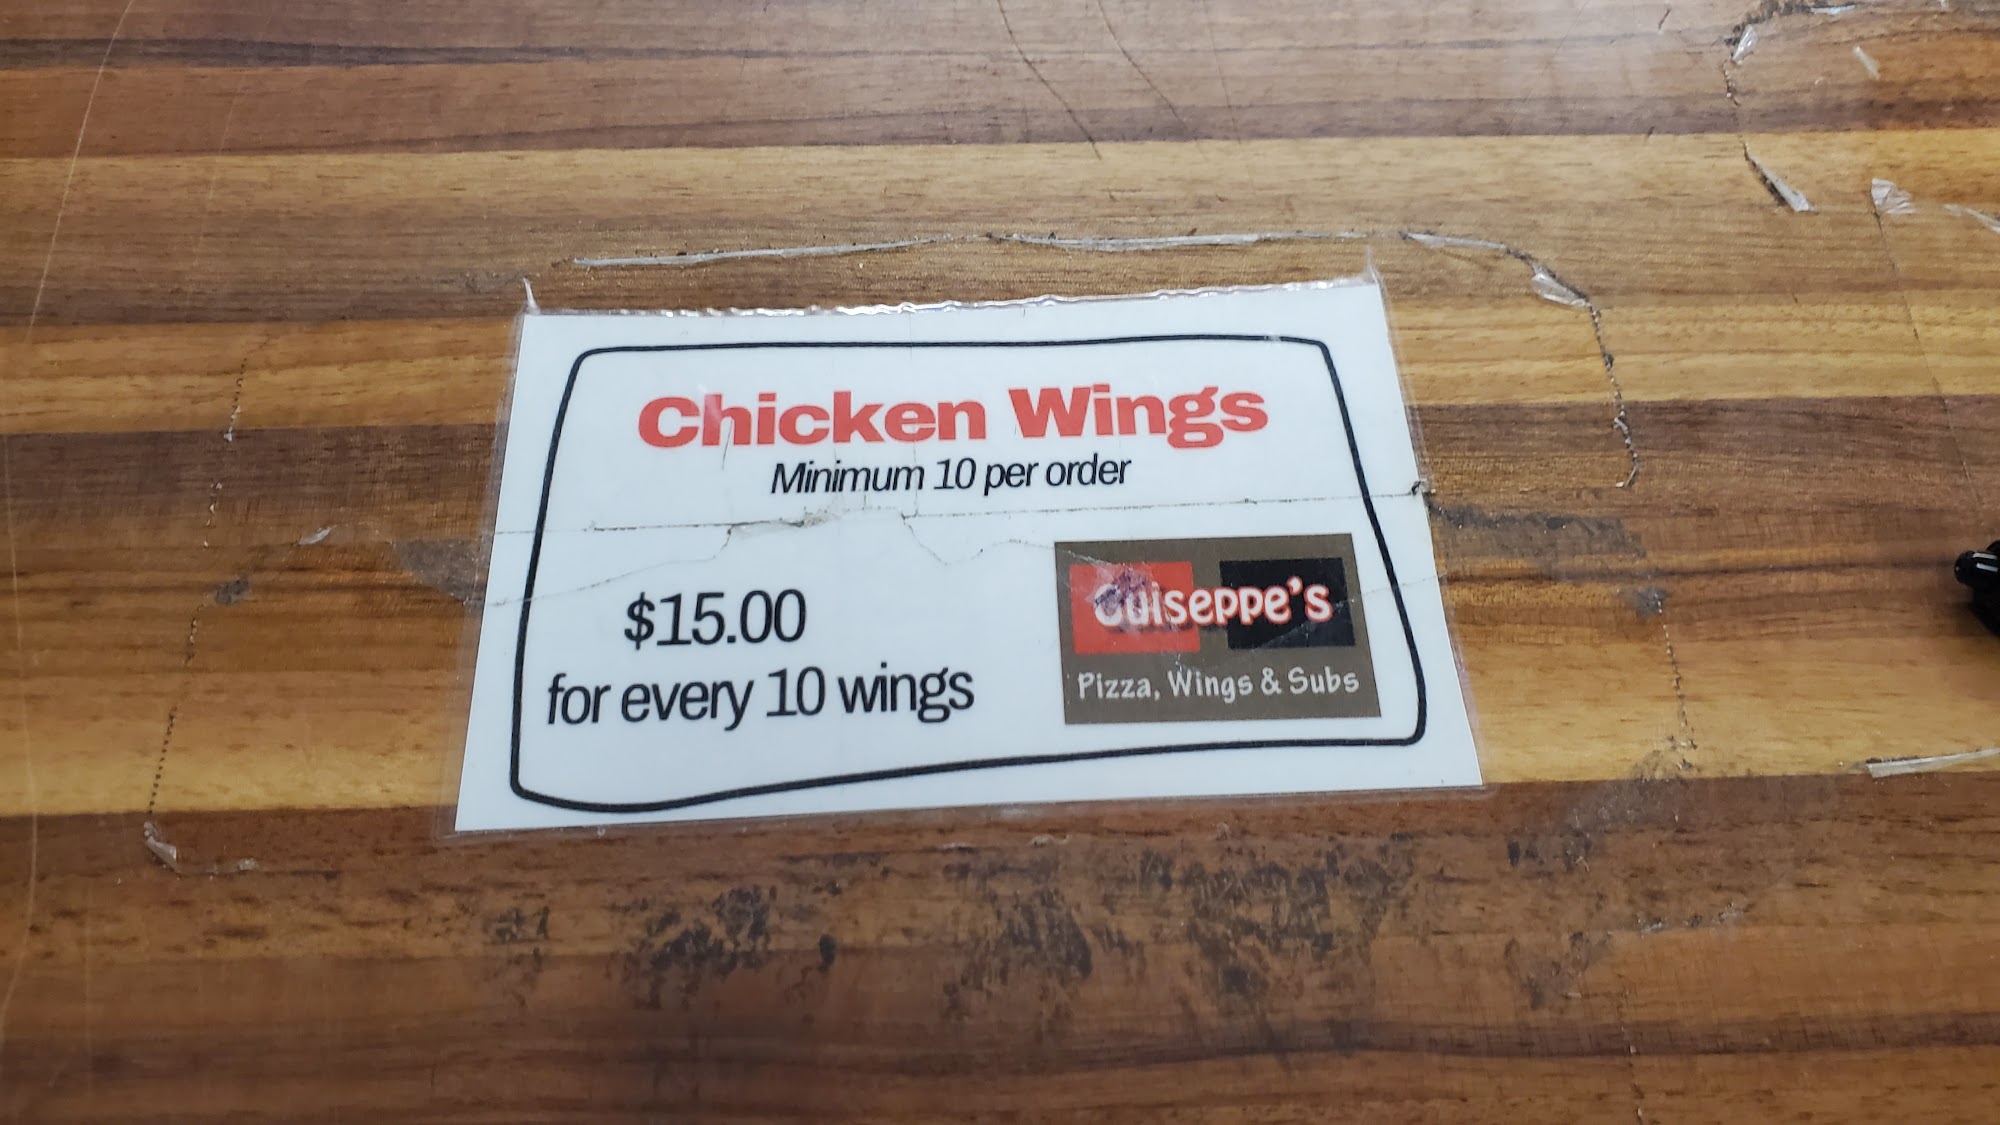 Chicken Wings
Minimum 10 per order
$15.00
for every 10 wings
Guiseppe's
Pizza, Wings & Subs